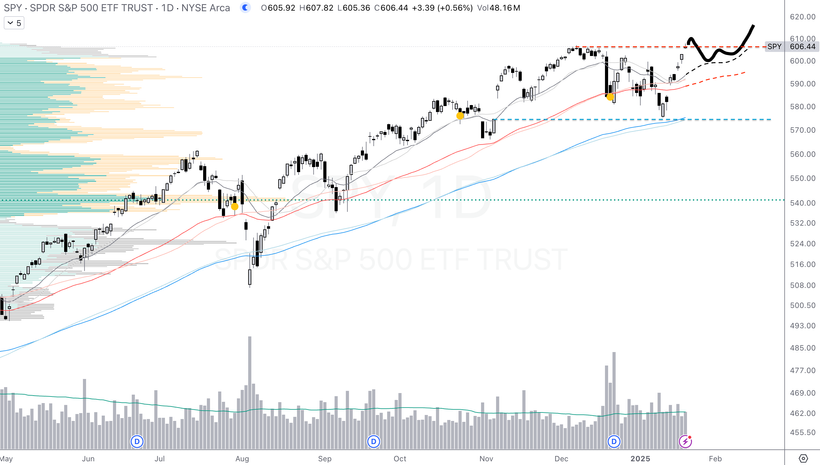 SPY · SPDR S&P 500 ETF TRUST · 1D · NYSE Arca O605.92 H607.82 L605.36 C606.44 +3.39 (+0.56%) Vol48.16M
5
620.00
610.00
SPY 606.44
600.00
590.00
580.00
570.00
560.00
550.00
540.00
532.00
524.00
516.00
508.00
500.50
493.00
485.00
477.00
469.00
462.00
455.50
SPY, 1D
SPDR S&P 500 ETF TRUST
D
D
D
May Jun Jul Aug Sep Oct Nov Dec 2025 Feb